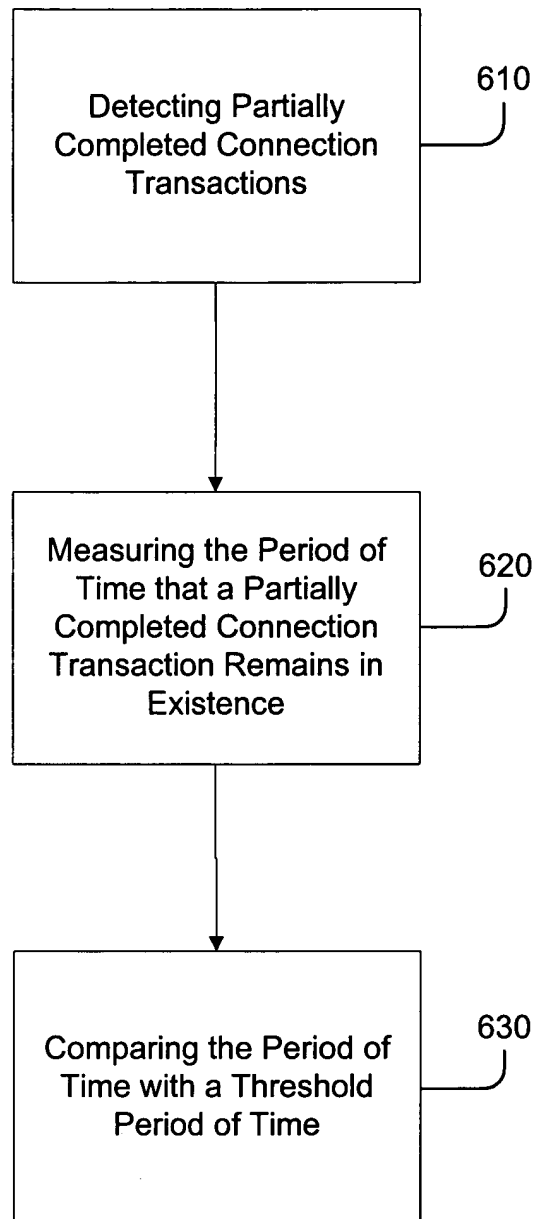 Detecting Partially
Completed Connection
Transactions
610
Measuring the Period of
Time that a Partially
Completed Connection
Transaction Remains in
Existence
620
Comparing the Period of
Time with a Threshold
Period of Time
630